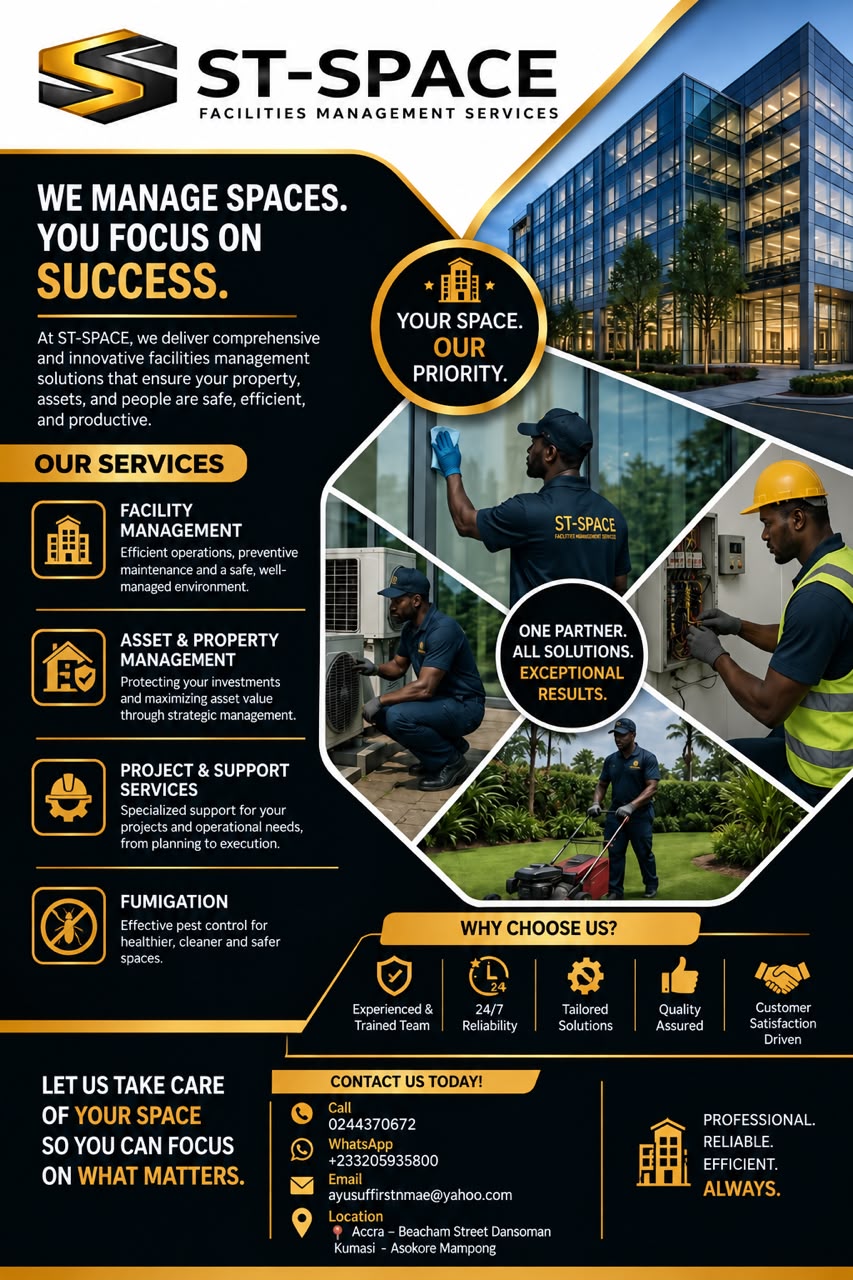 ST-SPACE
FACILITIES MANAGEMENT SERVICES
WE MANAGE SPACES.
YOU FOCUS ON
SUCCESS.
At ST-SPACE, we deliver comprehensive
and innovative facilities management
solutions that ensure your property,
assets, and people are safe, efficient,
and productive.
YOUR SPACE.
OUR
PRIORITY.
OUR SERVICES
FACILITY
MANAGEMENT
Efficient operations, preventive
maintenance and a safe, well-
managed environment.
ASSET & PROPERTY
MANAGEMENT
Protecting your investments
and maximizing asset value
through strategic management.
PROJECT & SUPPORT
SERVICES
Specialized support for your
projects and operational needs,
from planning to execution.
FUMIGATION
Effective pest control for
healthier, cleaner and safer
spaces.
ST-SPACE
FACILITIES MANAGEMENT SERVICES
ONE PARTNER.
ALL SOLUTIONS.
EXCEPTIONAL
RESULTS.
WHY CHOOSE US?
Experienced &
Trained Team
24
24/7
Reliability
Tailored
Solutions
Quality
Assured
Customer
Satisfaction
Driven
LET US TAKE CARE
OF YOUR SPACE
SO YOU CAN FOCUS
ON WHAT MATTERS.
CONTACT US TODAY!
Call
0244370672
WhatsApp
+233205935800
Email
ayusuffirstnmae@yahoo.com
Location
📍 Accra – Beacham Street Dansoman
Kumasi - Asokore Mampong
PROFESSIONAL.
RELIABLE.
EFFICIENT.
ALWAYS.